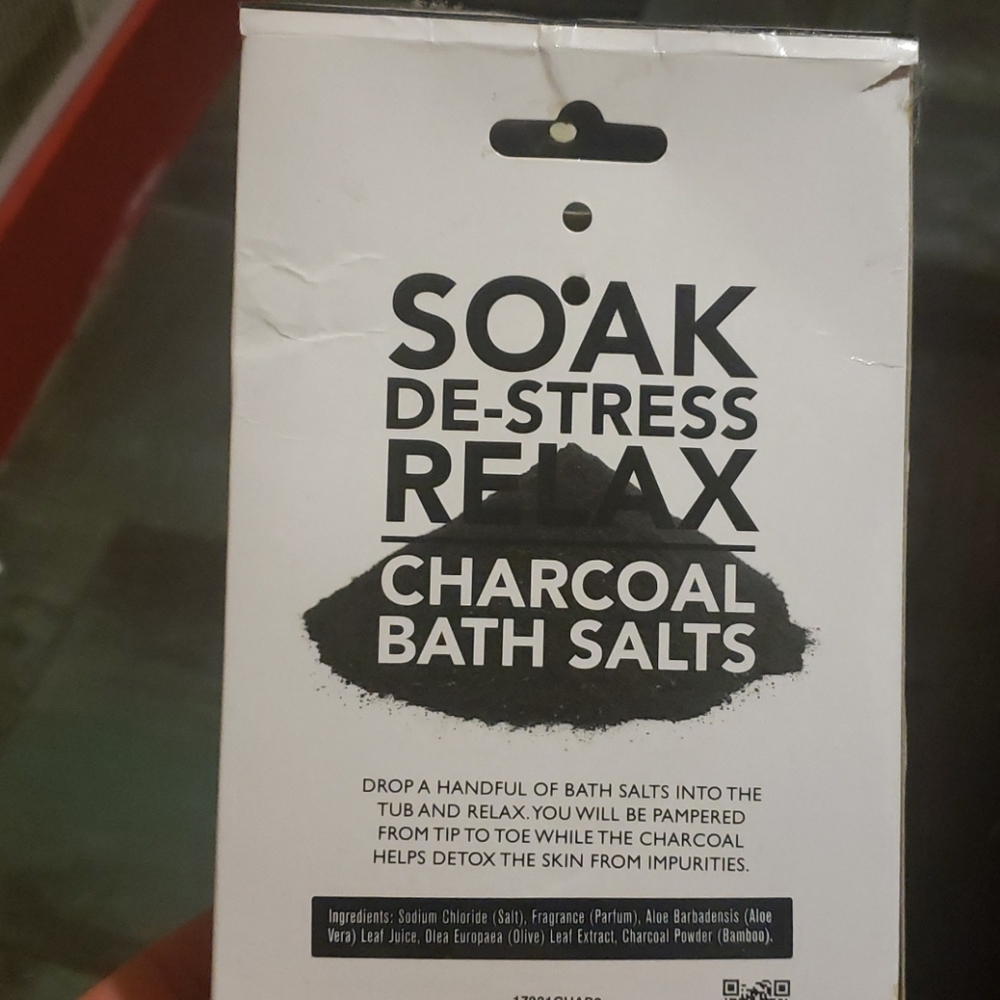 SOAK
DE-STRESS
RELAX
CHARCOAL
BATH SALTS
DROP A HANDFUL OF BATH SALTS INTO THE
TUB AND RELAX. YOU WILL BE PAMPERED
FROM TIP TO TOE WHILE THE CHARCOAL
HELPS DETOX THE SKIN FROM IMPURITIES.
Ingredients: Sodium Chloride (Salt), Fragrance (Parfum), Aloe Barbadensis (Aloe
Vera) Leaf Juice, Olea Europaea (Olive) Leaf Extract, Charcoal Powder (Bamboo).